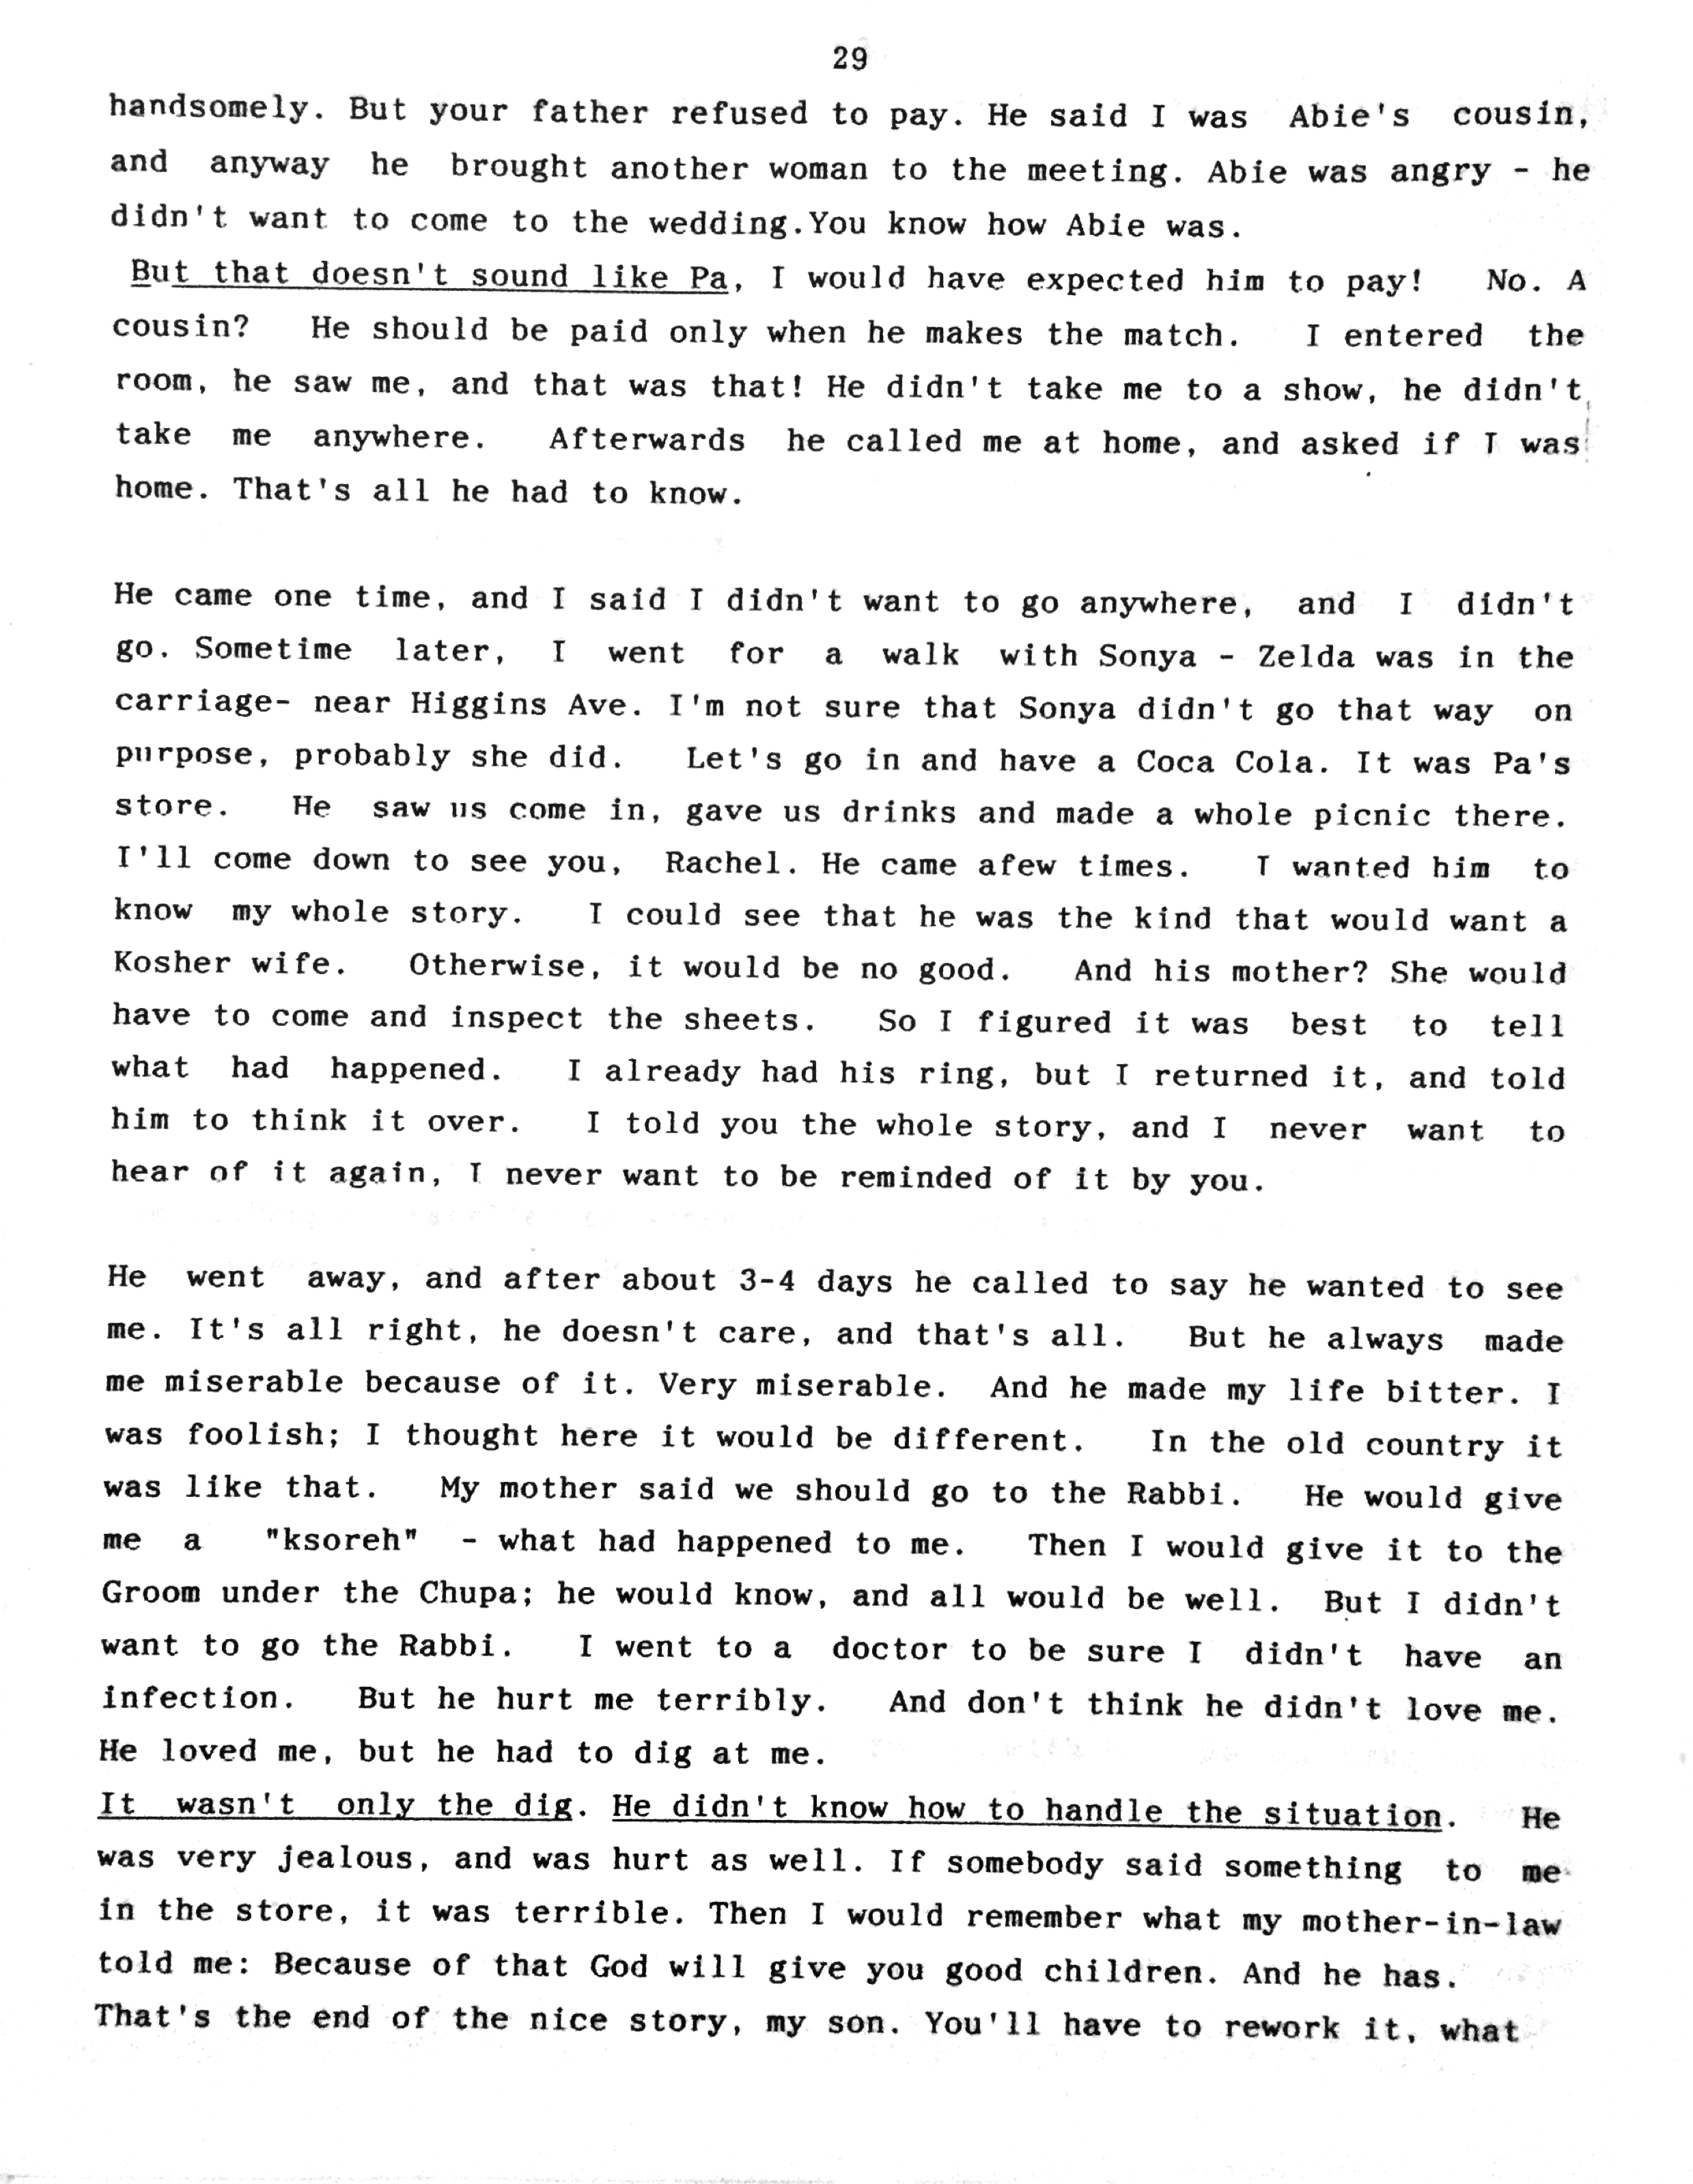 29
handsomely. But your father refused to pay. He said I was Abie's cousin,
and anyway he brought another woman to the meeting. Abie was angry - he
didn't want to come to the wedding.You know how Abie was.
But that doesn't sound like Pa, I would have expected him to pay! No. A
cousin? He should be paid only when he makes the match. I entered the
room, he saw me, and that was that! He didn't take me to a show, he didn't
take me anywhere. Afterwards he called me at home, and asked if I was
home. That's all he had to know.
He came one time, and I said I didn't want to go anywhere, and I didn't
go. Sometime later, I went for a walk with Sonya - Zelda was in the
carriage- near Higgins Ave. I'm not sure that Sonya didn't go that way on
purpose, probably she did. Let's go in and have a Coca Cola. It was Pa's
store. He saw us come in, gave us drinks and made a whole picnic there.
I'll come down to see you, Rachel. He came afew times. I wanted him to
know my whole story. I could see that he was the kind that would want a
Kosher wife. Otherwise, it would be no good. And his mother? She would
have to come and inspect the sheets. So I figured it was best to tell
what had happened. I already had his ring, but I returned it, and told
him to think it over. I told you the whole story, and I never want to
hear of it again, I never want to be reminded of it by you.
He went away, and after about 3-4 days he called to say he wanted to see
me. It's all right, he doesn't care, and that's all. But he always made
me miserable because of it. Very miserable. And he made my life bitter. I
was foolish; I thought here it would be different. In the old country it
was like that. My mother said we should go to the Rabbi. He would give
me a "ksoreh" - what had happened to me. Then I would give it to the
Groom under the Chupa; he would know, and all would be well. But I didn't
want to go the Rabbi. I went to a doctor to be sure I didn't have an
infection. But he hurt me terribly. And don't think he didn't love me.
He loved me, but he had to dig at me.
It wasn't only the dig. He didn't know how to handle the situation. He
was very jealous, and was hurt as well. If somebody said something to me
in the store, it was terrible. Then I would remember what my mother-in-law
told me: Because of that God will give you good children. And he has.
That's the end of the nice story, my son. You'll have to rework it, what